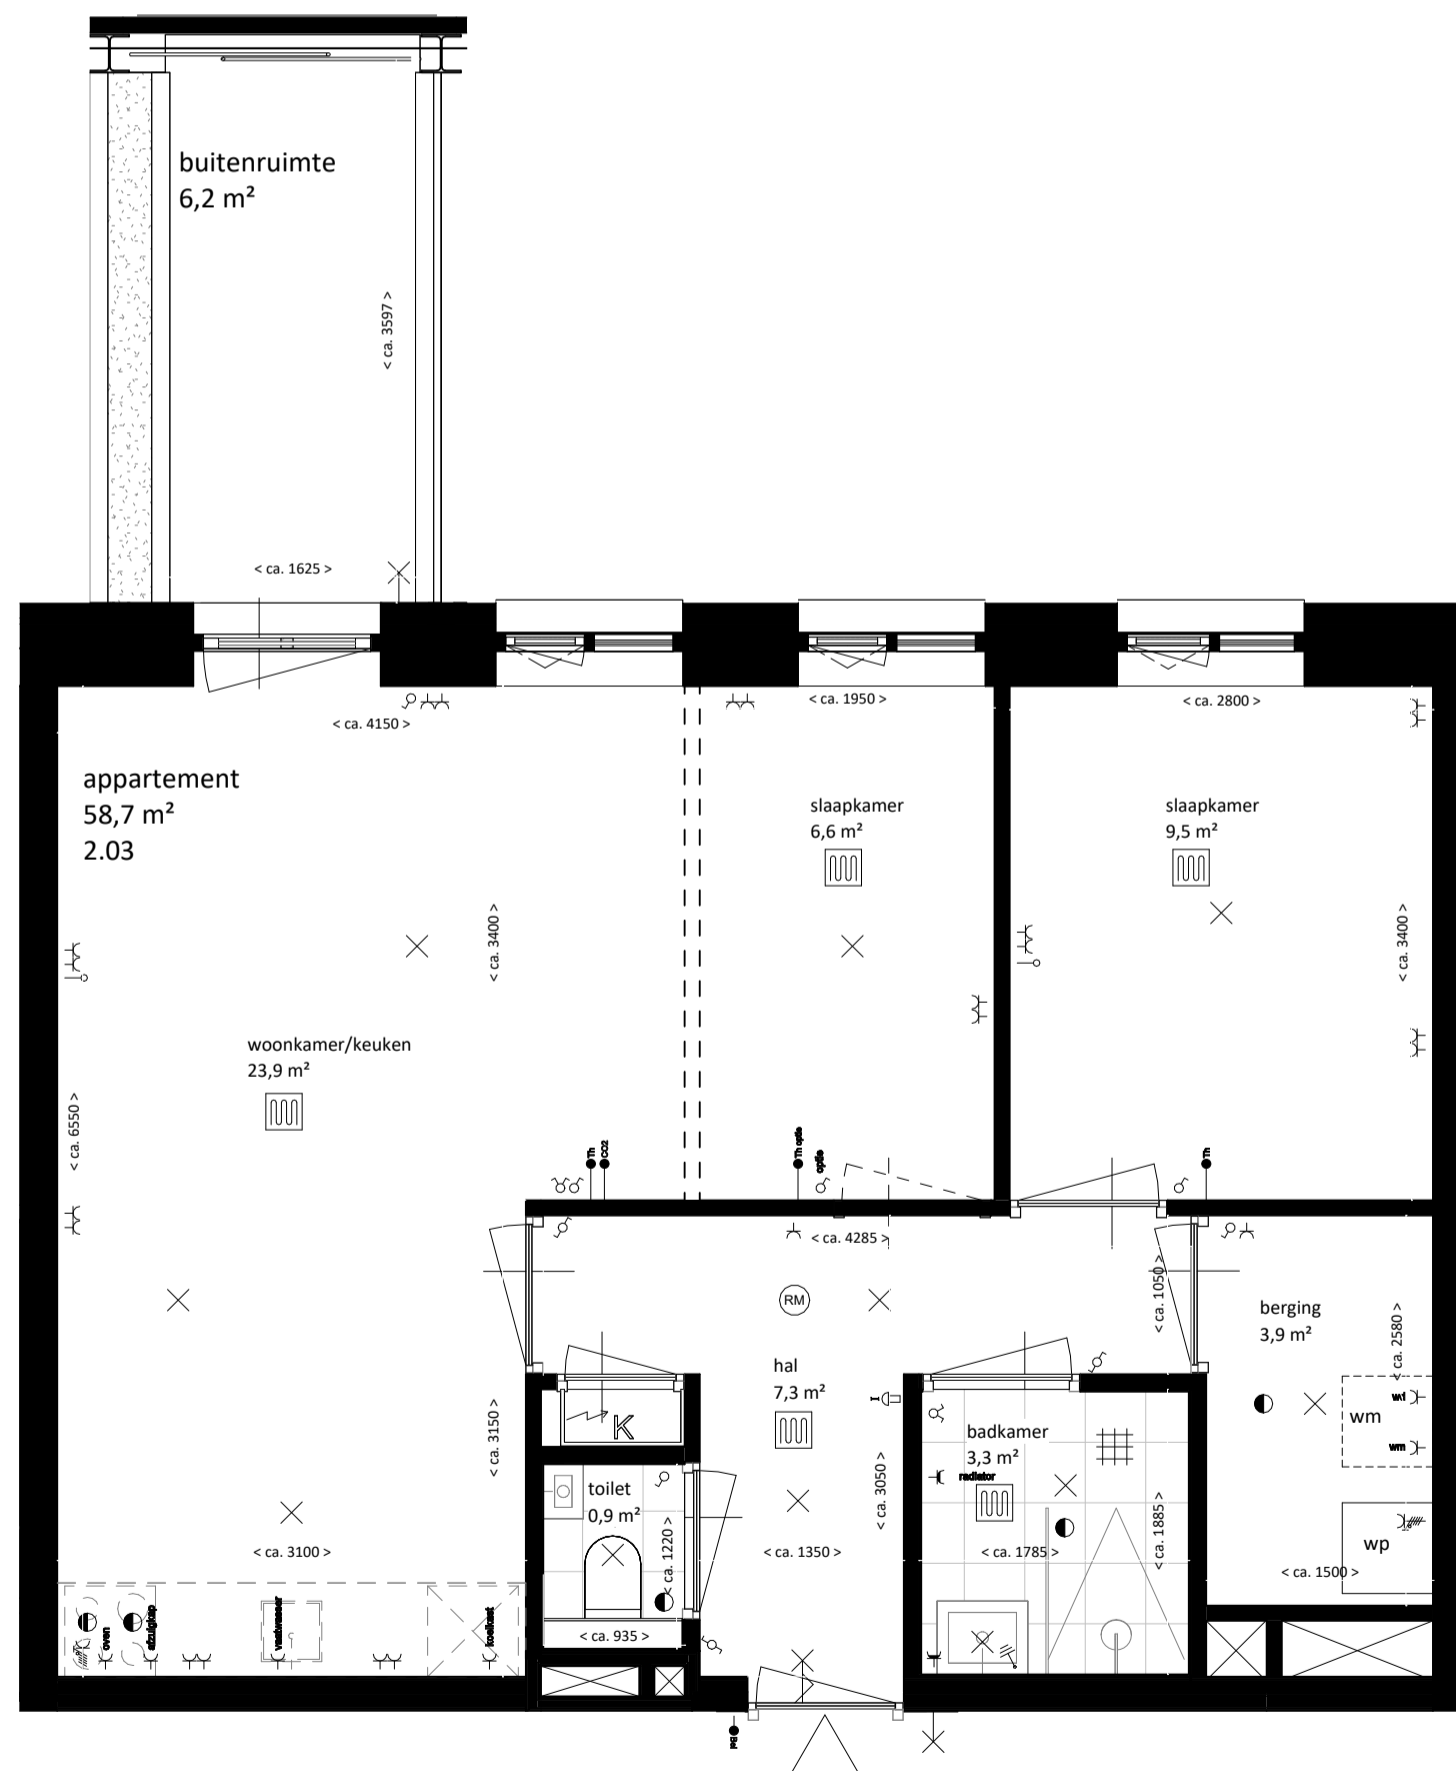 buitenruimte
6,2 m²
< ca. 3597 >
< ca. 1625 >
< ca. 4150 >
< ca. 1950 >
< ca. 2800 >
appartement
58,7 m²
2.03
slaapkamer
6,6 m²
slaapkamer
9,5 m²
< ca. 3400 >
< ca. 3400 >
woonkamer/keuken
23,9 m²
< ca. 6550 >
Th
CO2
Th optie
optie
Th
< ca. 4285 >
< ca. 1050 >
RM
berging
3,9 m²
< ca. 2580 >
hal
7,3 m²
K
< ca. 3150 >
badkamer
3,3 m²
radiator
wm
wm
toilet
0,9 m²
< ca. 3050 >
< ca. 1220 >
< ca. 1885 >
< ca. 3100 >
< ca. 1350 >
< ca. 1785 >
wp
< ca. 1500 >
oven
afzuigkap
vaatwasser
koelkast
< ca. 935 >
Bel